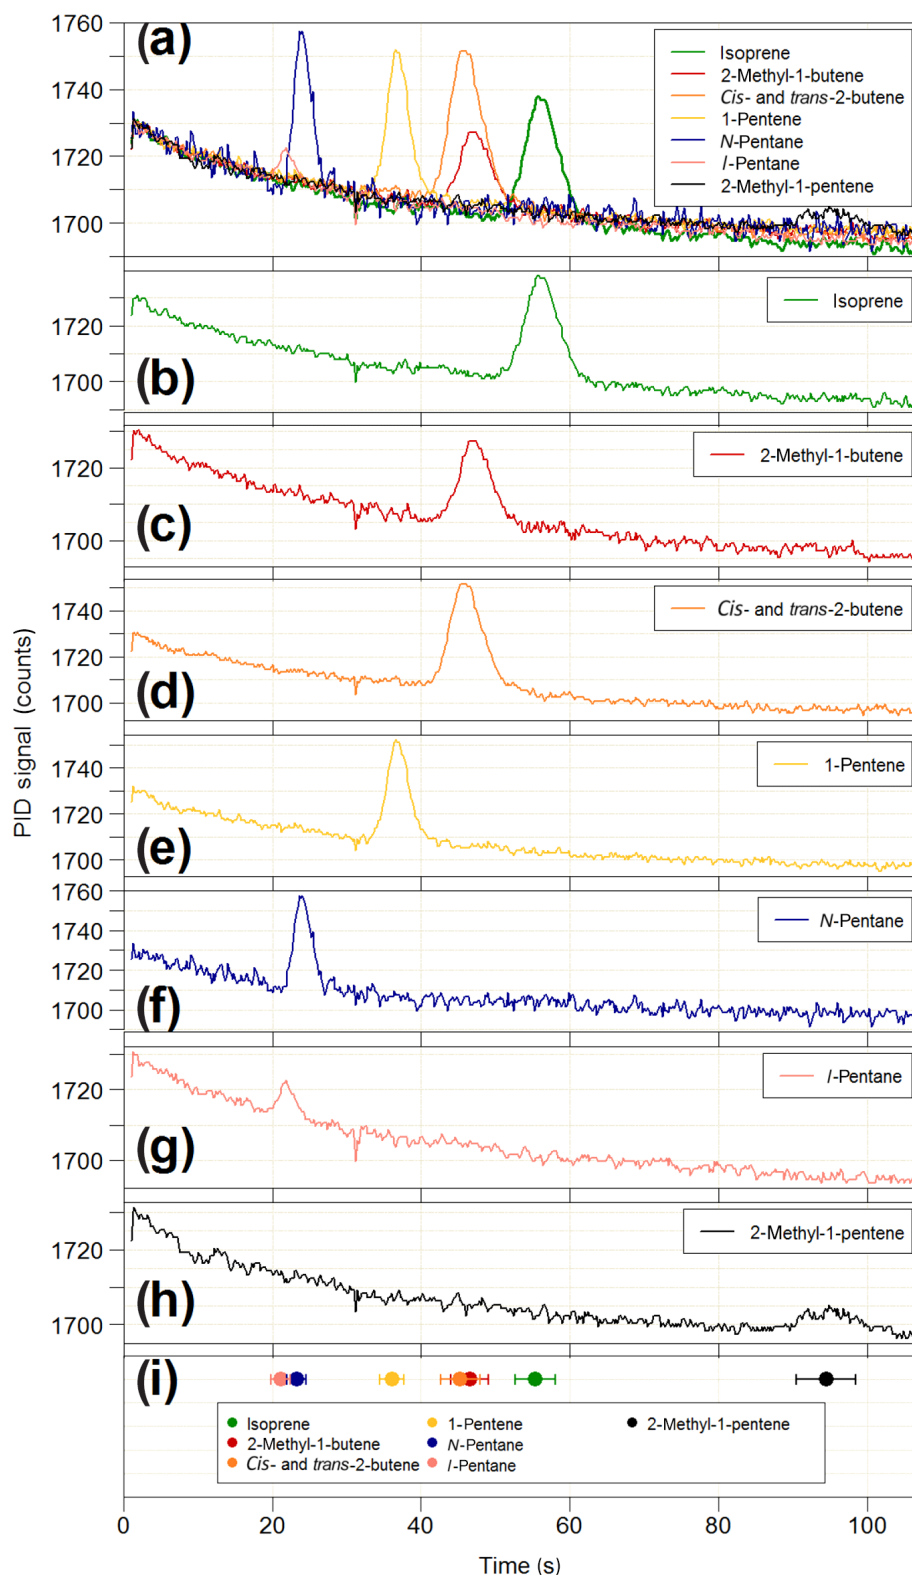 1760
1740
1720
1700
(a)
Isoprene
2-Methyl-1-butene
Cis- and trans-2-butene
1-Pentene
N-Pentane
I-Pentane
2-Methyl-1-pentene
1720
1700
(b)
Isoprene
1720
1700
(c)
2-Methyl-1-butene
1740
1720
1700
(d)
Cis- and trans-2-butene
PID signal (counts)
1740
1720
1700
(e)
1-Pentene
1760
1740
1720
1700
(f)
N-Pentane
1720
1700
(g)
I-Pentane
1720
1700
(h)
2-Methyl-1-pentene
(i)
Isoprene 1-Pentene 2-Methyl-1-pentene
2-Methyl-1-butene N-Pentane
Cis- and trans-2-butene I-Pentane
0 20 40 60 80 100
Time (s)